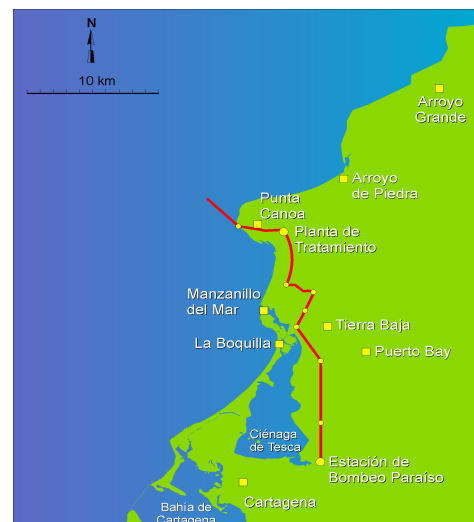 N
10 km
Arroyo
Grande
Arroyo
de Piedra
Punta
Canoa
Planta de
Tratamiento
Manzanillo
del Mar
Tierra Baja
La Boquilla
Puerto Bay
Ciénaga
de Tesca
Estación de
Bombeo Paraíso
Cartagena
Bahía de
Cartagena